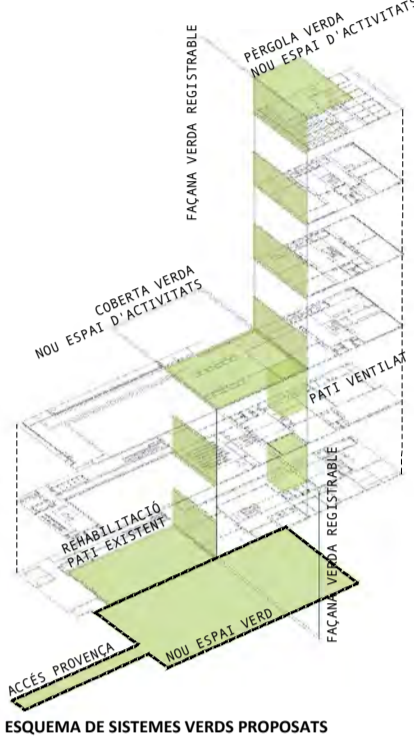 PÈRGOLA VERDA
NOU ESPAI D'ACTIVITATS
FAÇANA VERDA REGISTRABLE
COBERTA VERDA
NOU ESPAI D'ACTIVITATS
PATI VENTILAT
FAÇANA VERDA REGISTRABLE
REHABILITACIÓ
PATI EXISTENT
NOU ESPAI VERD
ACCÉS PROVENÇA
ESQUEMA DE SISTEMES VERDS PROPOSATS